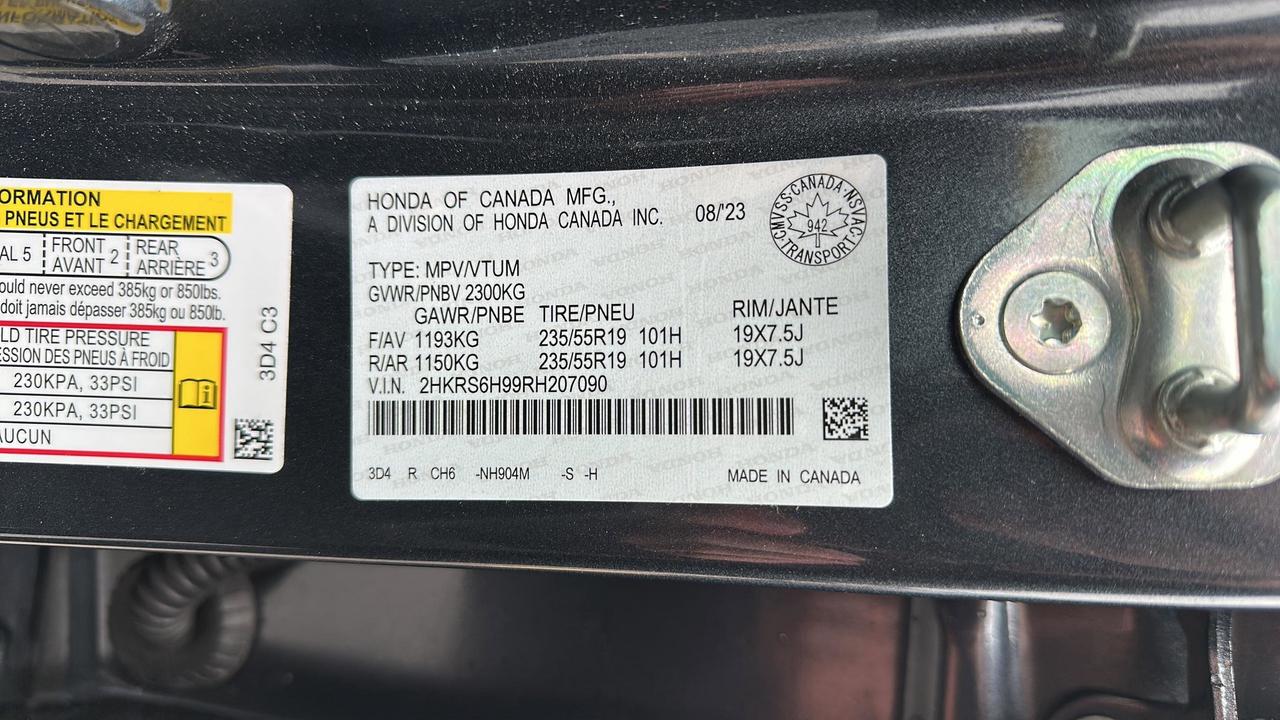 ORMATION
PNEUS ET LE CHARGEMENT
AL 5 FRONT AVANT 2 REAR ARRIÈRE 3
ould never exceed 385kg or 850lbs.
doit jamais dépasser 385kg ou 850lb.
LD TIRE PRESSURE
ESSION DES PNEUS À FROID
230KPA, 33PSI
230KPA, 33PSI
AUCUN
3D4 C3
HONDA OF CANADA MFG.,
A DIVISION OF HONDA CANADA INC.
08/'23
CMVSS·CANADA·NSVAC
942
·TRANSPORT·
TYPE: MPV/VTUM
GVWR/PNBV 2300KG
GAWR/PNBE TIRE/PNEU RIM/JANTE
F/AV 1193KG 235/55R19 101H 19X7.5J
R/AR 1150KG 235/55R19 101H 19X7.5J
V.I.N. 2HKRS6H99RH207090
3D4 R CH6 -NH904M -S -H MADE IN CANADA